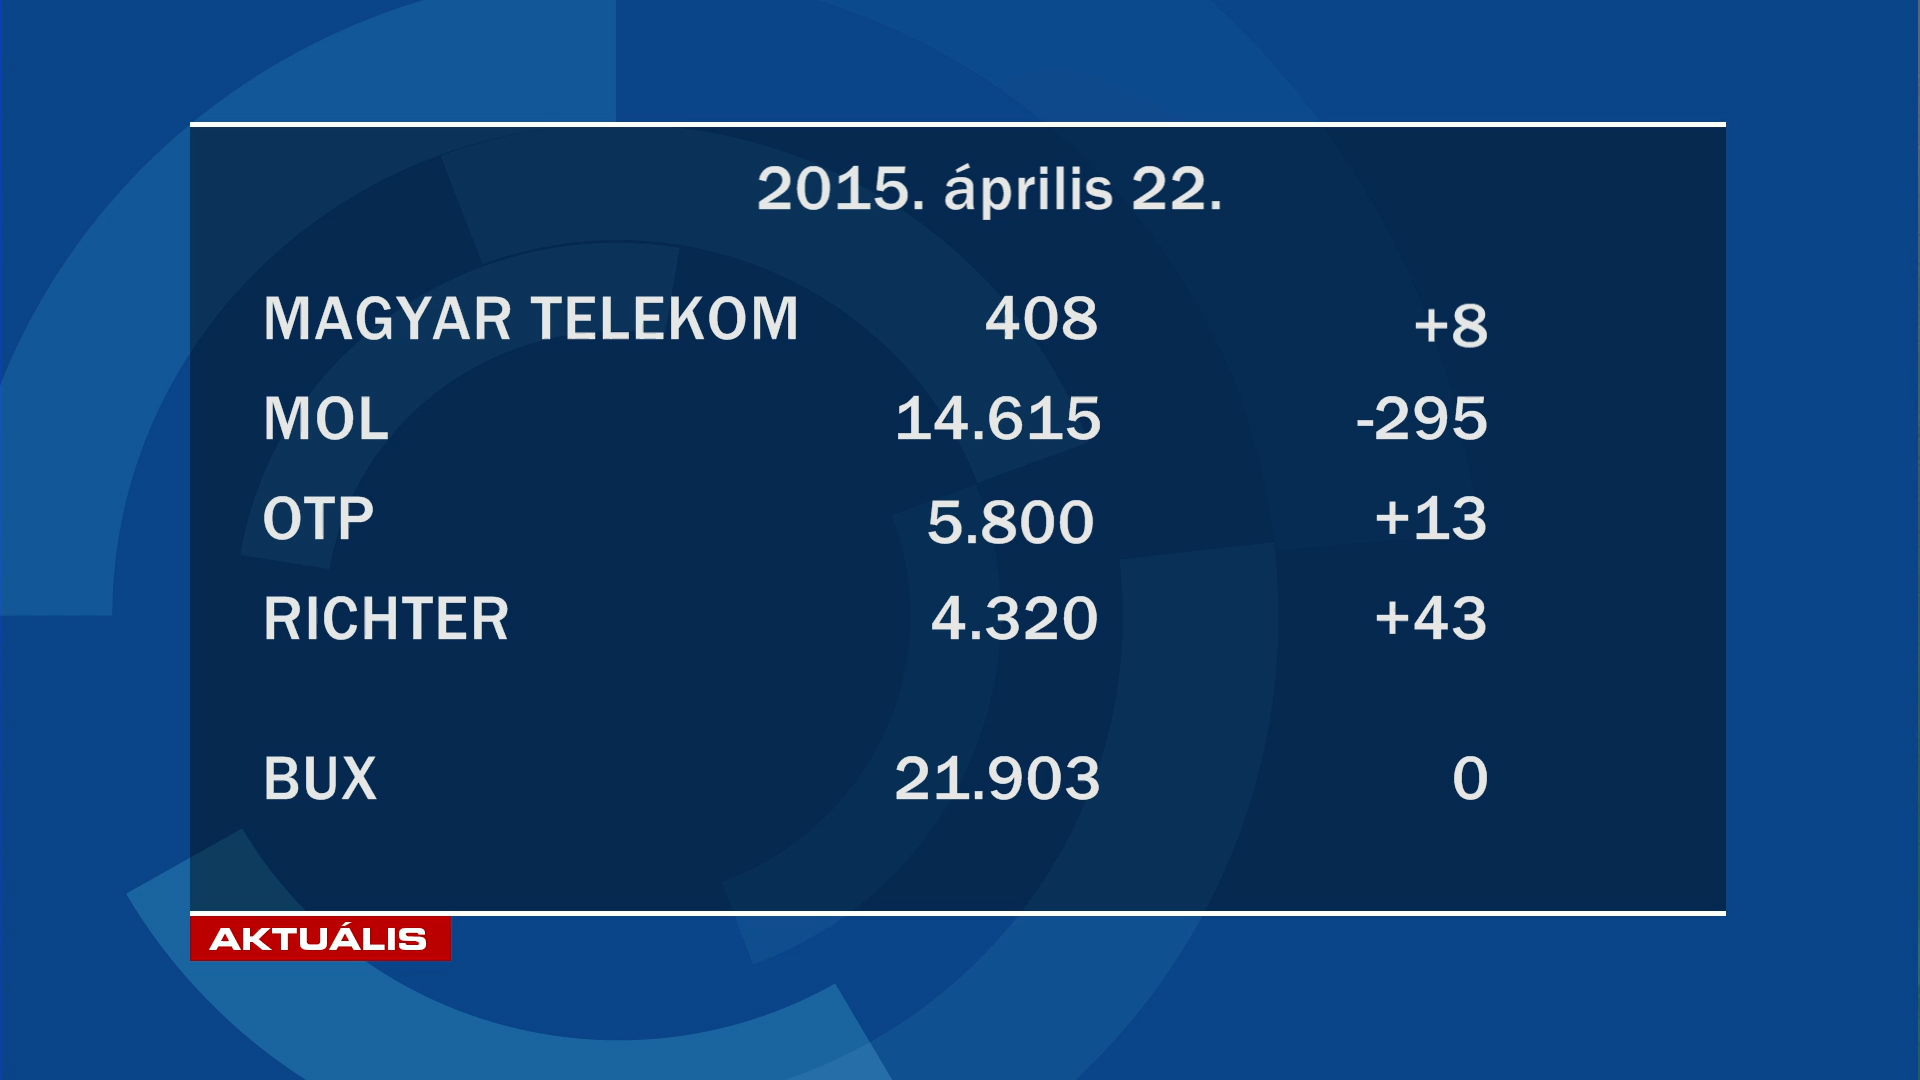 2015. április 22.
MAGYAR TELEKOM 408 +8
MOL 14.615 -295
OTP 5.800 +13
RICHTER 4.320 +43
BUX 21.903 0
AKTUÁLIS